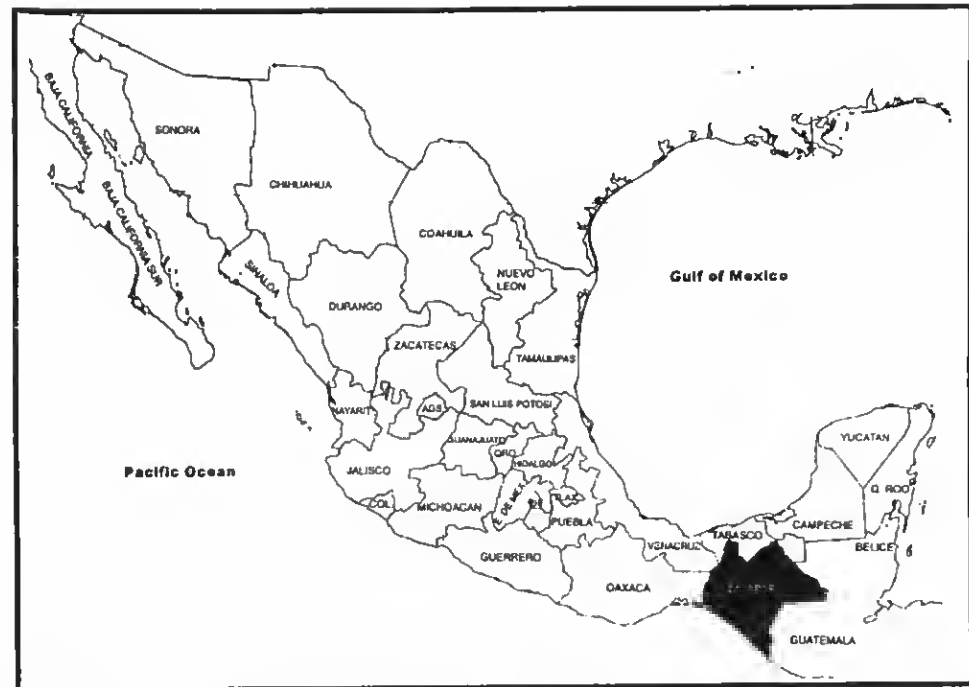 BAJA CALIFORNIA
SONORA
CHIHUAHUA
COAHUILA
BAJA CALIFORNIA SUR
SINALOA
NUEVO
LEON
Gulf of Mexico
DURANGO
ZACATECAS
TAMAULIPAS
NAYARIT
AGS
SAN LUIS POTOSI
GUANAJUATO
QRO
HIDALGO
YUCATAN
Pacific Ocean
JALISCO
Q. ROO
COL
MICHOACAN
E. DE MEX
TLAX
PUEBLA
CAMPECHE
TABASCO
VERACRUZ
BELICE
GUERRERO
OAXACA
GUATEMALA